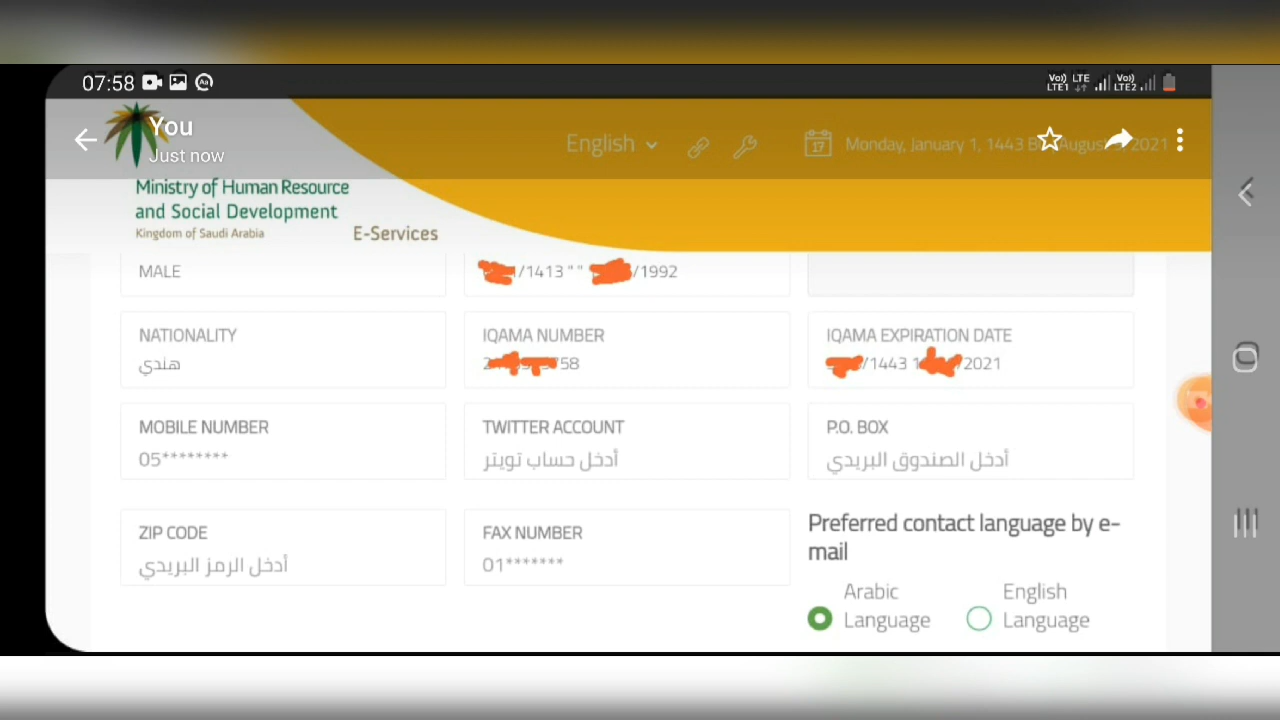 07:58
You
Just now
English
17
Monday, January 1, 1443 2021
Ministry of Human Resource
and Social Development
Kingdom of Saudi Arabia
E-Services
MALE
/1413 " " /1992
NATIONALITY
هندي
IQAMA NUMBER
58
IQAMA EXPIRATION DATE
/1443 1 2021
MOBILE NUMBER
05********
TWITTER ACCOUNT
أدخل حساب تويتر
P.O. BOX
أدخل الصندوق البريدي
ZIP CODE
أدخل الرمز البريدي
FAX NUMBER
01*******
Preferred contact language by e-
mail
Arabic
Language
English
Language